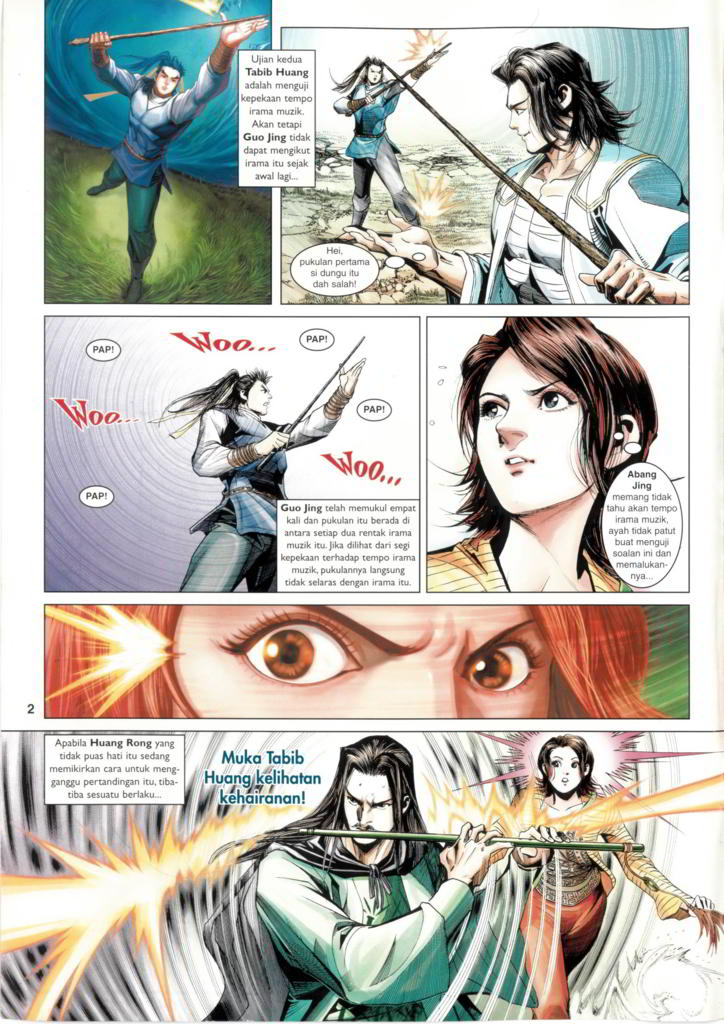 Ujian kedua
Tabib Huang
adalah menguji
kepekaan tempo
irama muzik.
Akan tetapi
Guo Jing tidak
dapat mengikut
irama itu sejak
awal lagi...
Hei,
pukulan pertama
si dungu itu
dah salah!
PAP!
WOO...
PAP!
WOO...
PAP!
WOO...
PAP!
Guo Jing telah memukul empat
kali dan pukulan itu berada di
antara setiap dua rentak irama
muzik itu. Jika dilihat dari segi
kepekaan terhadap tempo irama
muzik, pukulannya langsung
tidak selaras dengan irama itu.
Abang
Jing
memang tidak
tahu akan tempo
irama muzik,
ayah tidak patut
buat menguji
soalan ini dan
memalukan-
nya...
2
Apabila Huang Rong yang
tidak puas hati itu sedang
memikirkan cara untuk meng-
ganggu pertandingan itu, tiba-
tiba sesuatu berlaku...
Muka Tabib
Huang kelihatan
kehairanan!